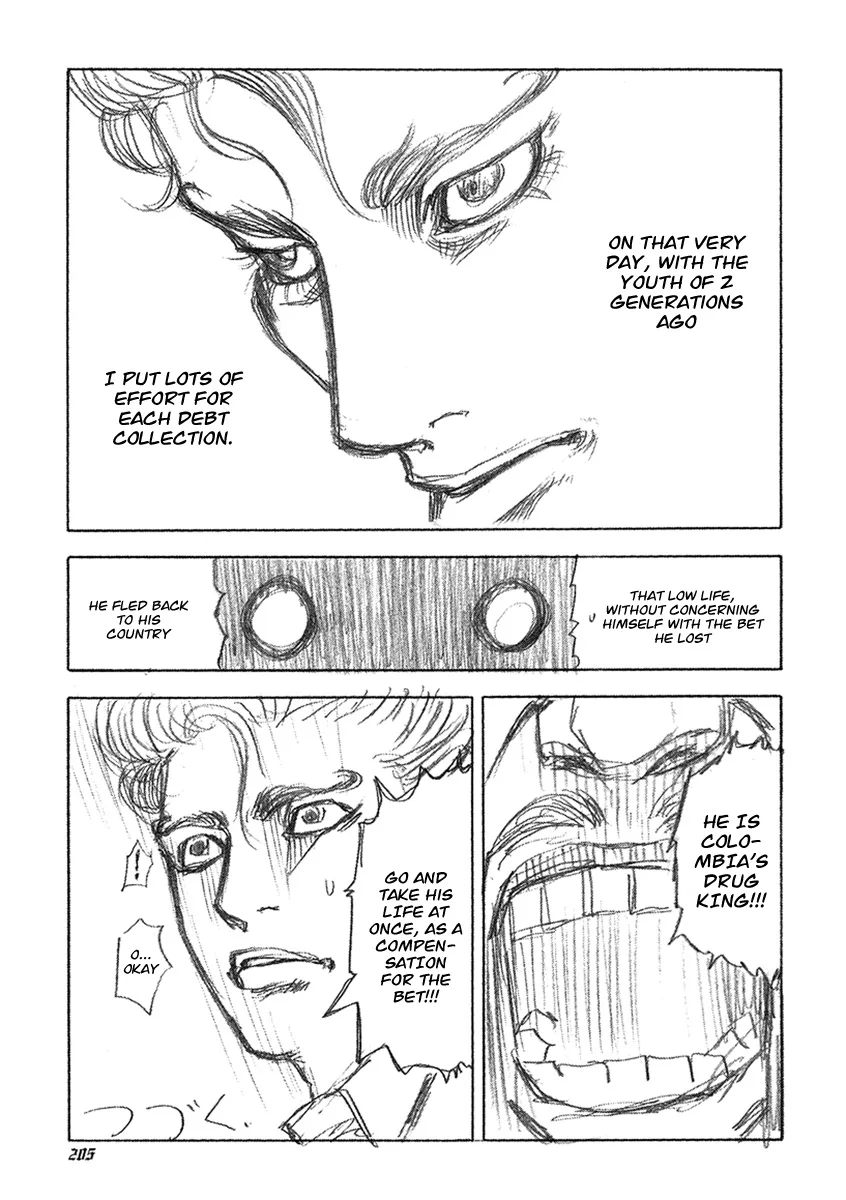 ON THAT VERY
DAY, WITH THE
YOUTH OF 2
GENERATIONS
AGO
I PUT LOTS OF
EFFORT FOR
EACH DEBT
COLLECTION.
THAT LOW LIFE,
WITHOUT CONCERNING
HIMSELF WITH THE BET
HE LOST
HE FLED BACK
TO HIS
COUNTRY
HE IS
COLO-
MBIA'S
DRUG
KING!!!
GO AND
TAKE HIS
LIFE AT
ONCE, AS A
COMPEN-
SATION
FOR THE
BET!!!
!
O...
OKAY
つづく
205